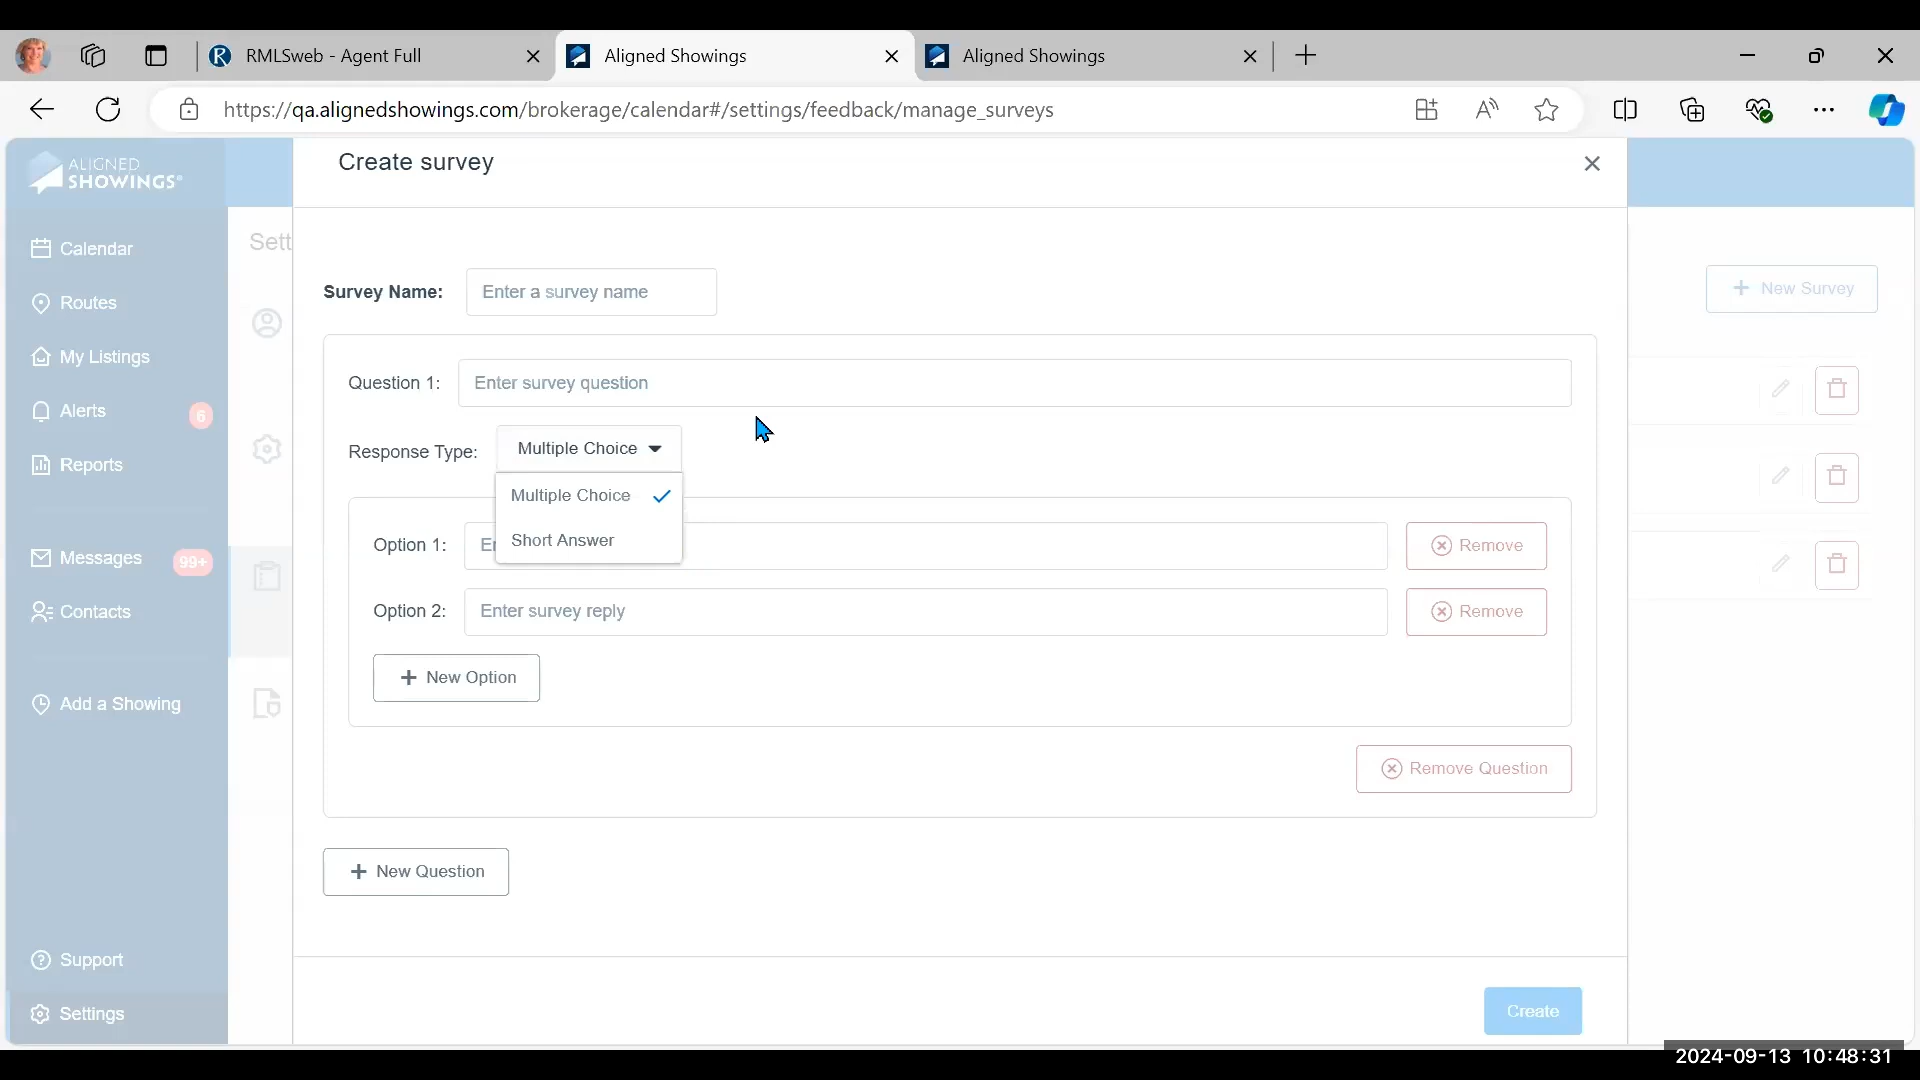 RMLSweb - Agent Full
Aligned Showings
Aligned Showings
https://qa.alignedshowings.com/brokerage/calendar#/settings/feedback/manage_surveys
ALIGNED
SHOWINGS
Create survey
Calendar
Sett
Survey Name: Enter a survey name
+ New Survey
Routes
My Listings
Question 1: Enter survey question
Alerts 6
Response Type: Multiple Choice
Reports
Multiple Choice
Short Answer
Option 1: Remove
Messages 99+
Contacts
Option 2: Enter survey reply Remove
+ New Option
Add a Showing
Remove Question
+ New Question
Support
Settings
Create
2024-09-13 10:48:31